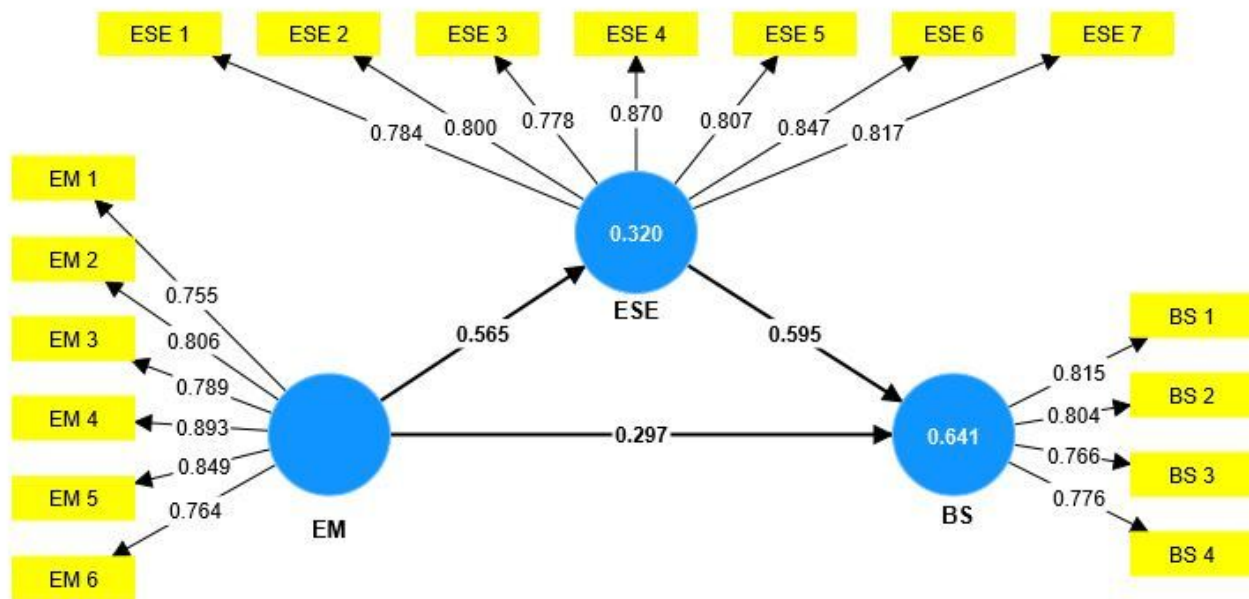 ESE 1
ESE 2
ESE 3
ESE 4
ESE 5
ESE 6
ESE 7
0.784
0.800
0.778
0.870
0.807
0.847
0.817
EM 1
EM 2
EM 3
EM 4
EM 5
EM 6
0.755
0.806
0.789
0.893
0.849
0.764
0.320
ESE
0.565
0.595
0.297
EM
0.641
BS
0.815
0.804
0.766
0.776
BS 1
BS 2
BS 3
BS 4